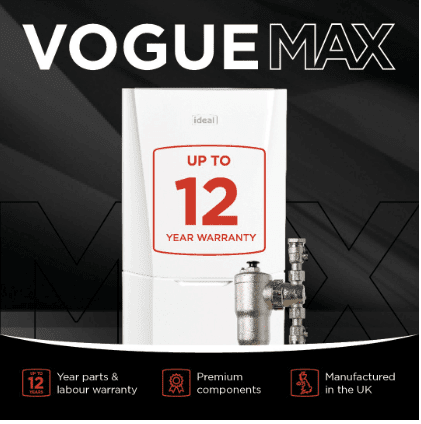 VOGUE MAX
ideal
UP TO
12
YEAR WARRANTY
MAX
UP TO
12
YEARS
Year parts &
labour warranty
Premium
components
Manufactured
in the UK